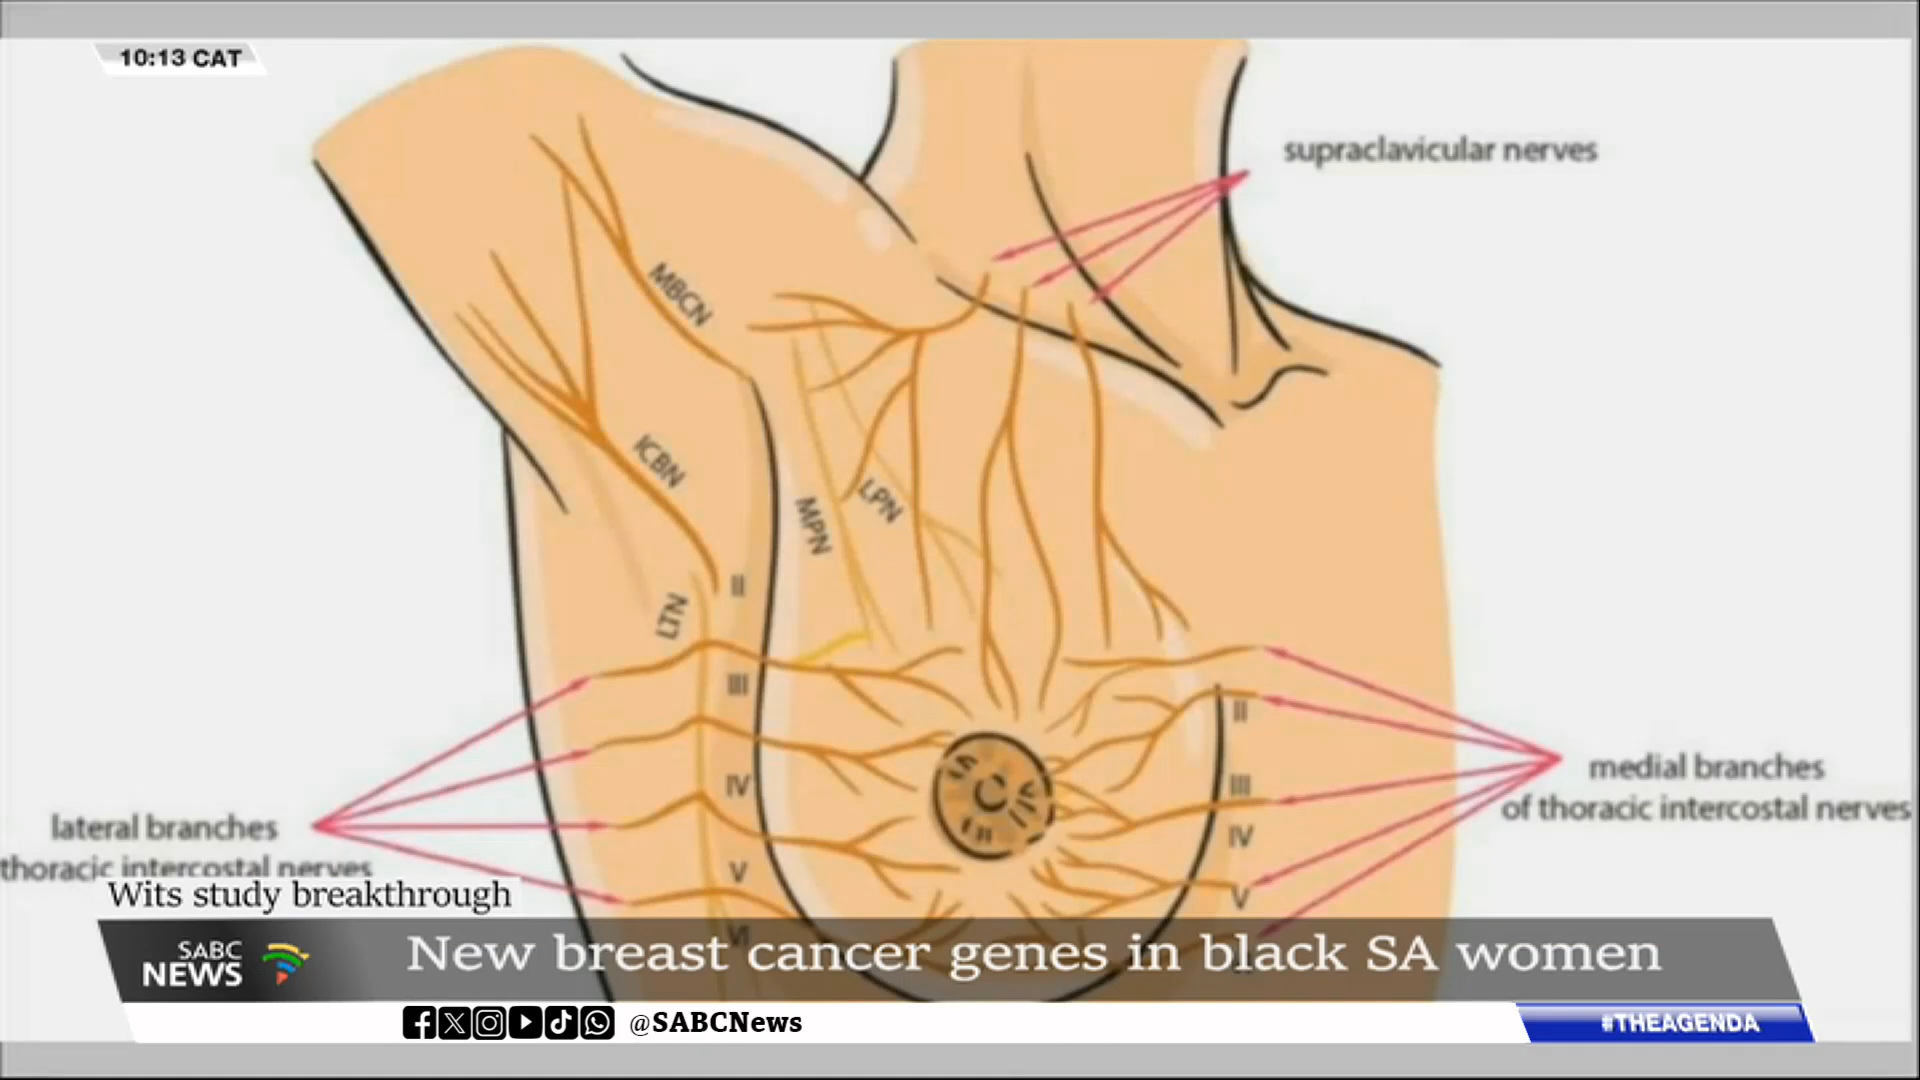 10:13 CAT
supraclavicular nerves
MBCN
ICBN
LPN
MPN
LTN
II
III
IV
V
VI
II
III
IV
V
medial branches
of thoracic intercostal nerves
lateral branches
thoracic intercostal nerves
Wits study breakthrough
SABC
NEWS
New breast cancer genes in black SA women
@SABCNews
#THEAGENDA